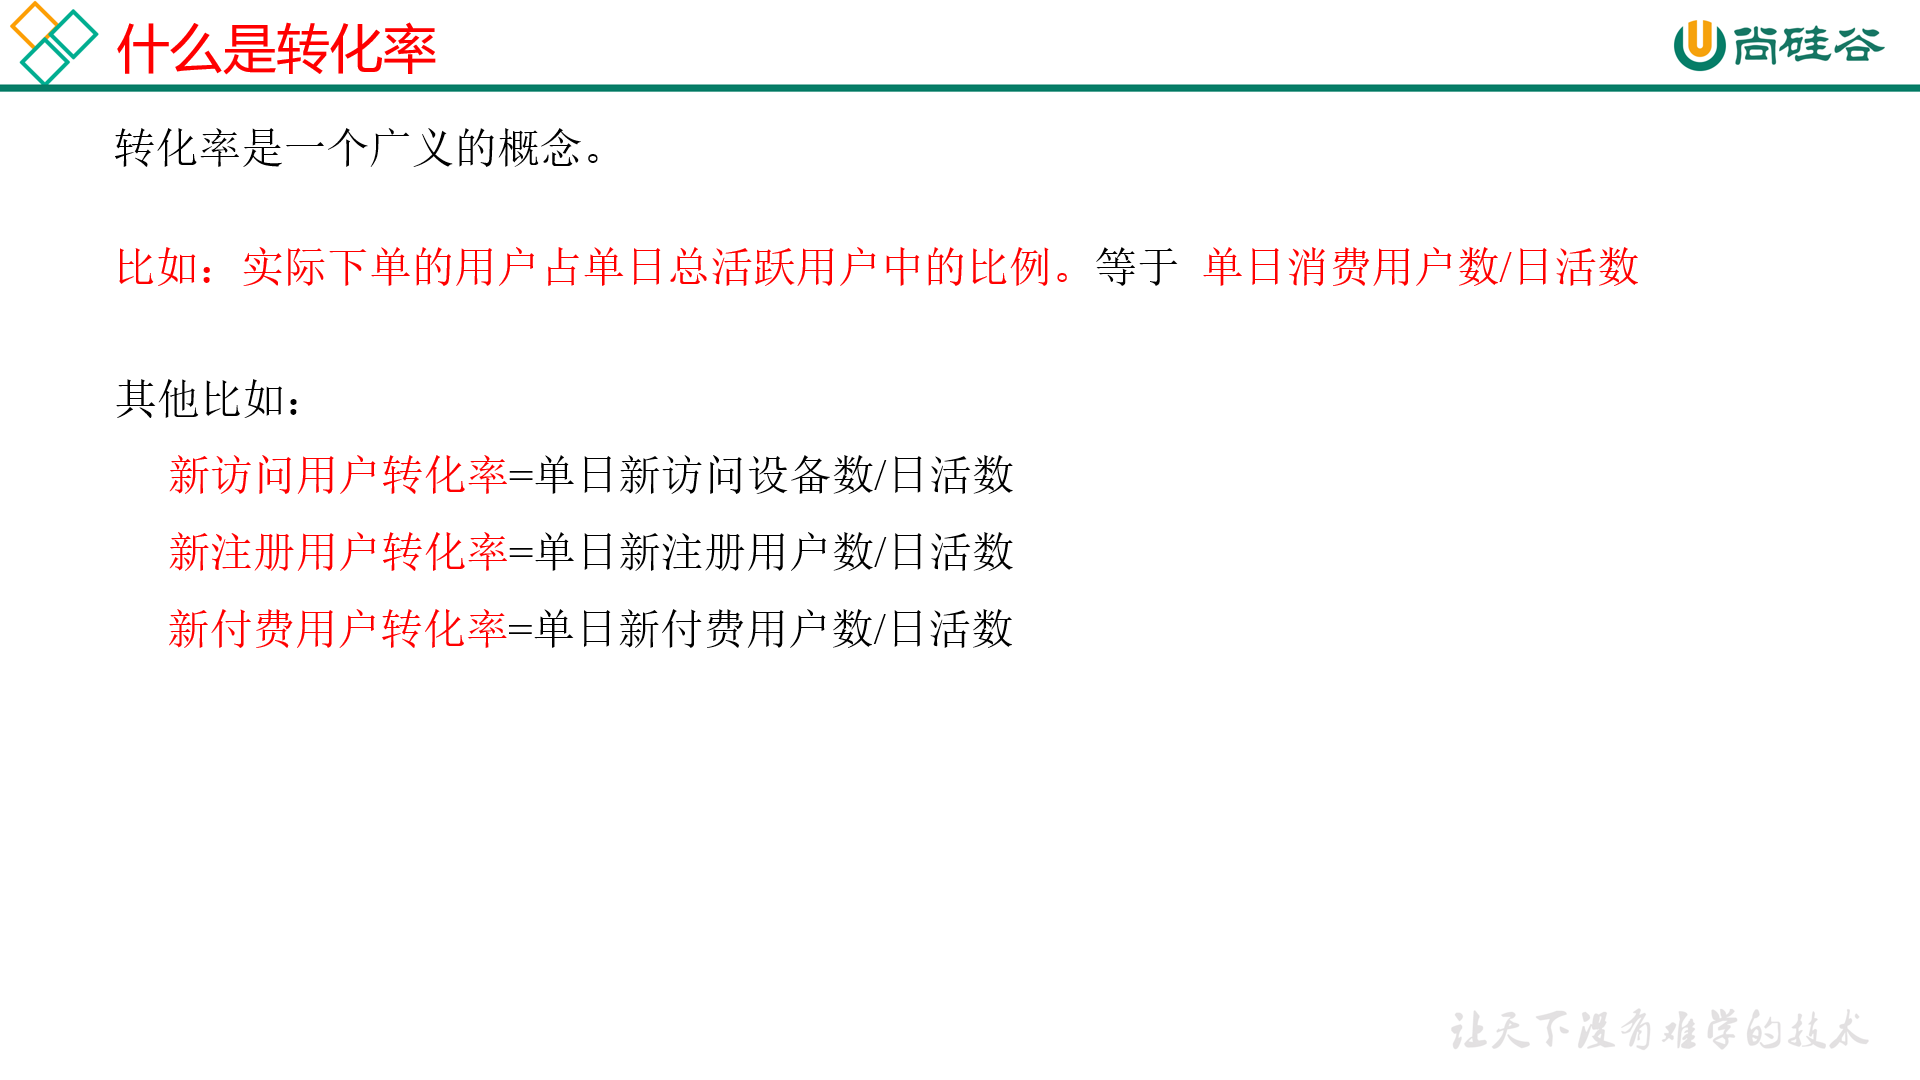 什么是转化率
尚硅谷
转化率是一个广义的概念。
比如：实际下单的用户占单日总活跃用户中的比例。等于 单日消费用户数/日活数
其他比如：
新访问用户转化率=单日新访问设备数/日活数
新注册用户转化率=单日新注册用户数/日活数
新付费用户转化率=单日新付费用户数/日活数
让天下没有难学的技术